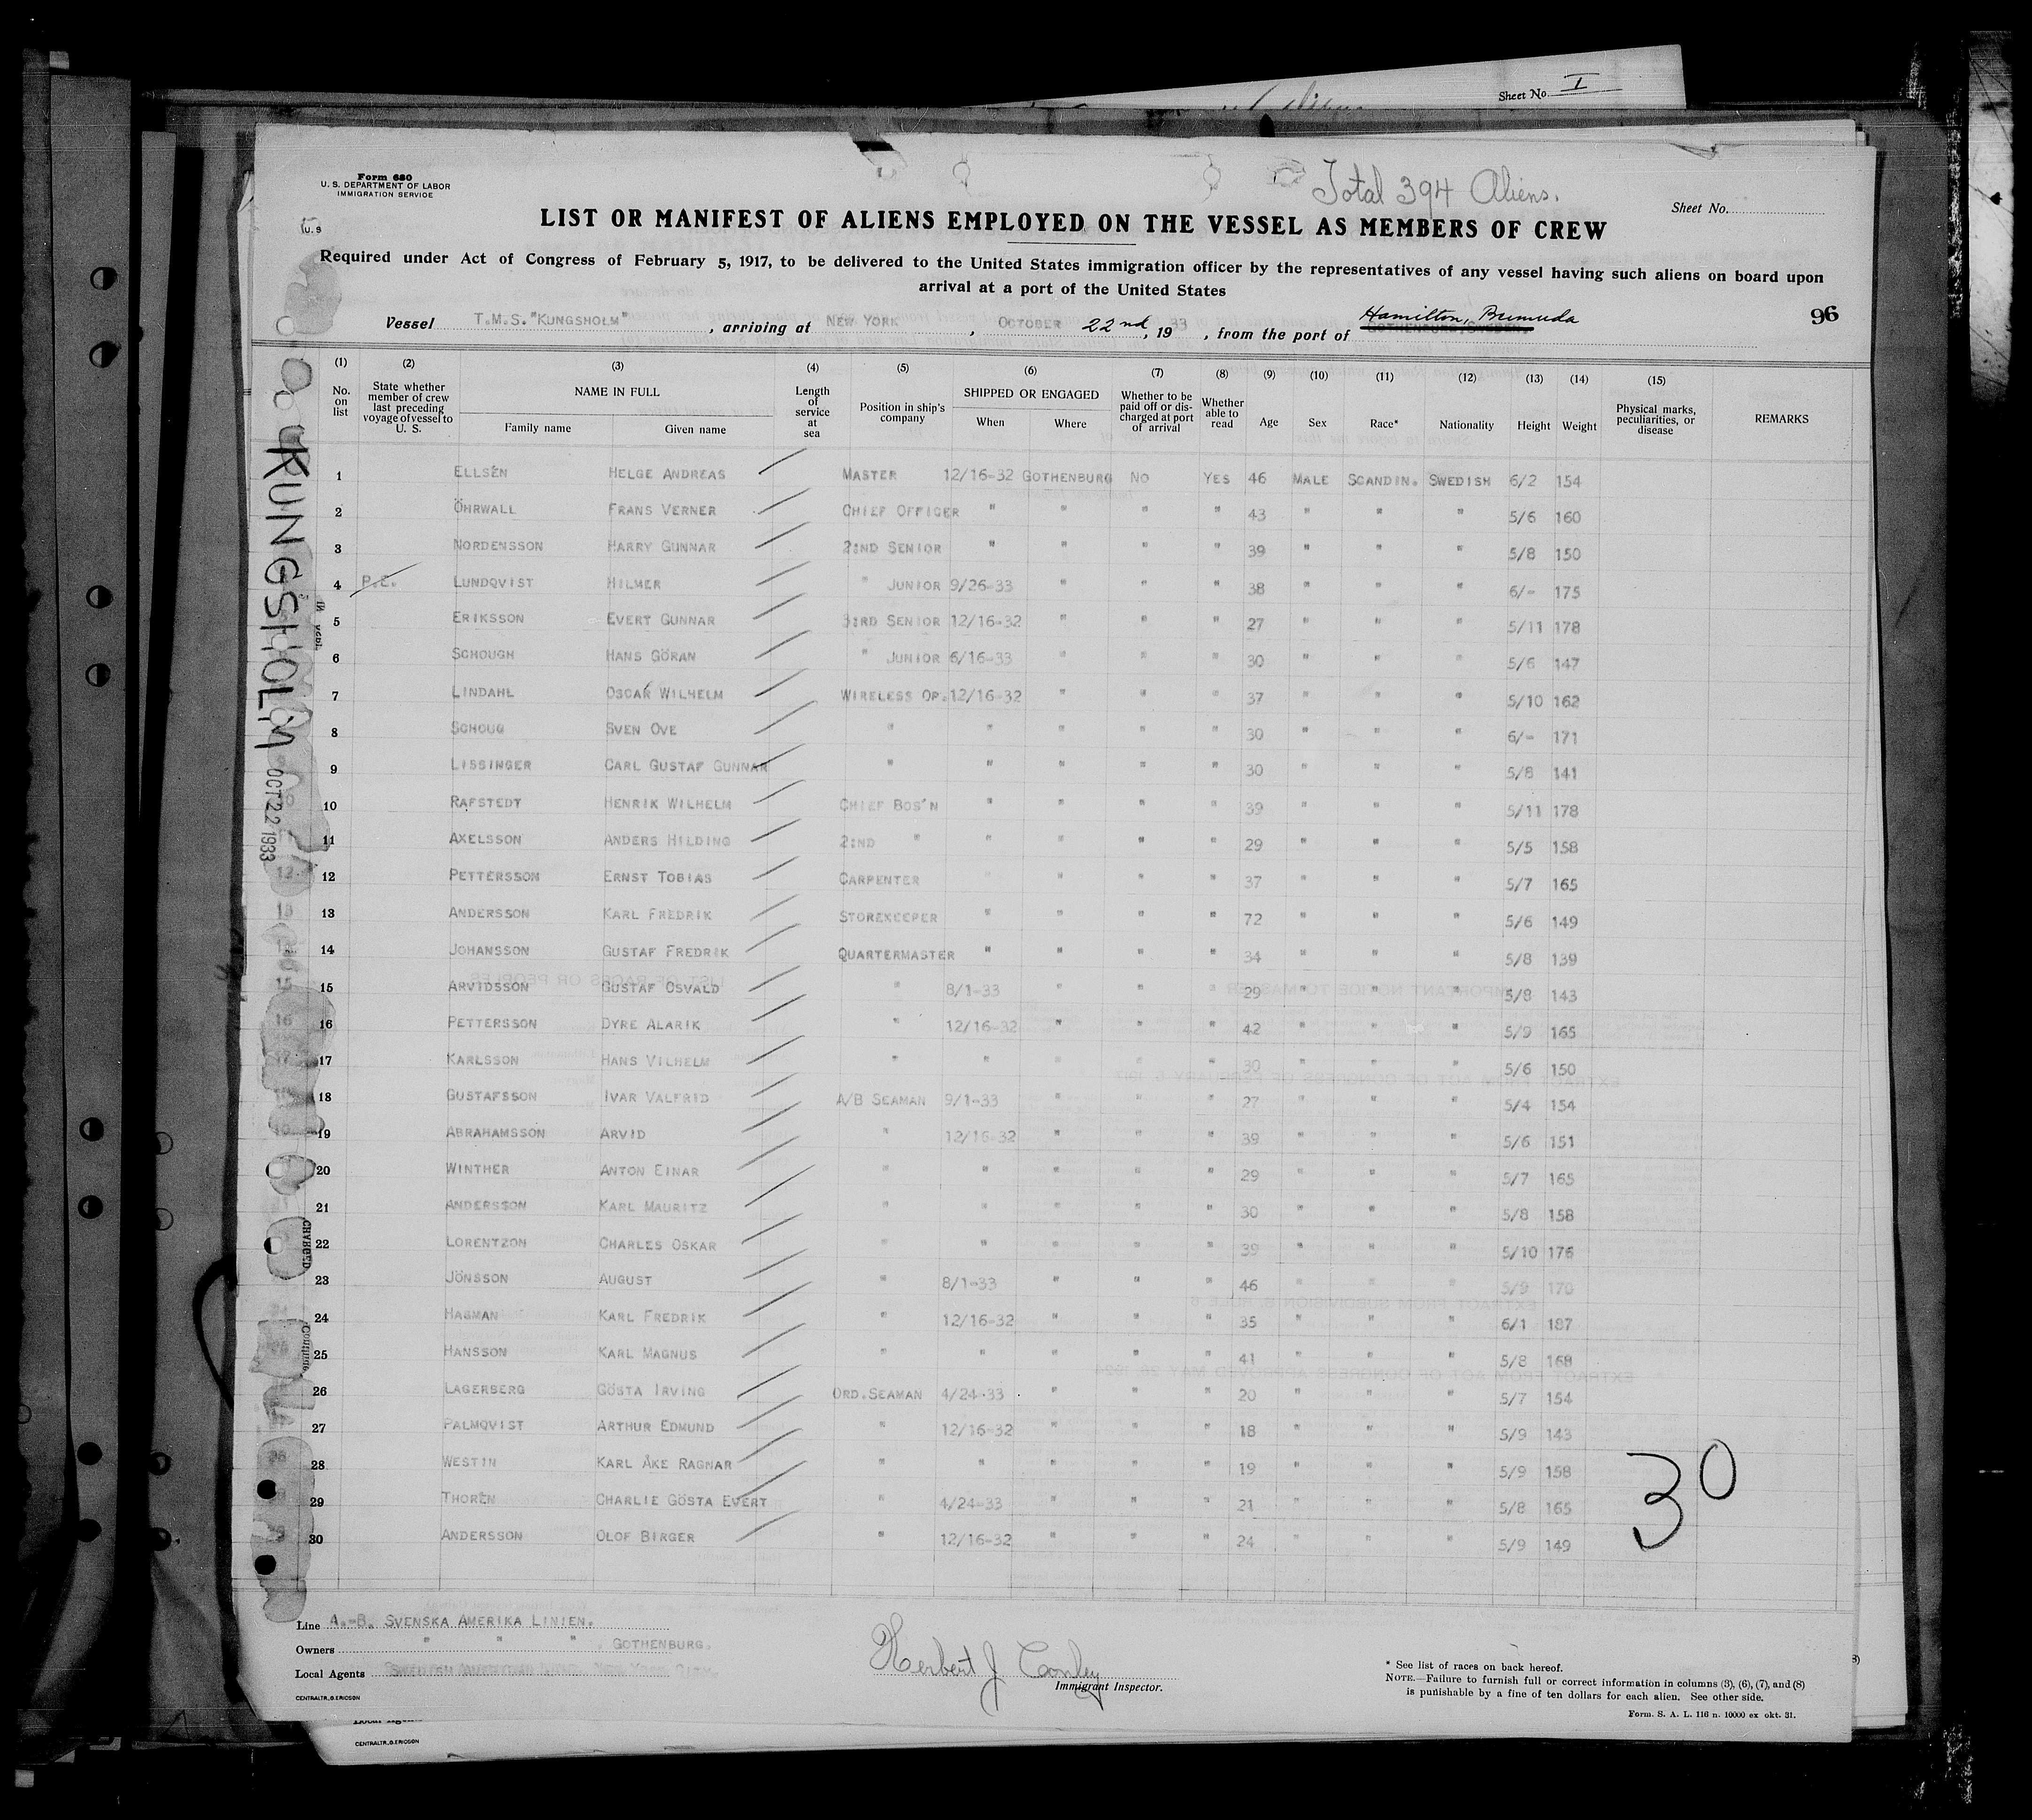 Sheet No. I
Form 680
U. S. DEPARTMENT OF LABOR
IMMIGRATION SERVICE
Total 394 Aliens.
Sheet No.
LIST OR MANIFEST OF ALIENS EMPLOYED ON THE VESSEL AS MEMBERS OF CREW
Required under Act of Congress of February 5, 1917, to be delivered to the United States immigration officer by the representatives of any vessel having such aliens on board upon
arrival at a port of the United States
Vessel T.M.S. "KUNGSHOLM", arriving at NEW YORK, OCTOBER 22nd, 1933, from the port of Hamilton, Bermuda
96
(1) (2) (3) (4) (5) (6) (7) (8) (9) (10) (11) (12) (13) (14) (15)
No. on list
State whether member of crew last preceding voyage of vessel to U. S.
NAME IN FULL
Family name Given name
Length of service at sea
Position in ship's company
SHIPPED OR ENGAGED
When Where
Whether to be paid off or discharged at port of arrival
Whether able to read
Age Sex Race* Nationality Height Weight
Physical marks, peculiarities, or disease
REMARKS
1 ELLSÉN HELGE ANDREAS MASTER 12/16-32 GOTHENBURG NO YES 46 MALE SCANDIN. SWEDISH 6/2 154
2 ÖHRWALL FRANS VERNER CHIEF OFFICER " " " " 43 " " " 5/6 160
3 NORDENSSON HARRY GUNNAR 2:ND SENIOR " " " " 39 " " " 5/8 150
4 P.E. LUNDQVIST HILMER " JUNIOR 9/26-33 " " " 38 " " " 6/- 175
5 ERIKSSON EVERT GUNNAR 3:RD SENIOR 12/16-32 " " " 27 " " " 5/11 178
6 SCHOUGH HANS GÖRAN " JUNIOR 6/16-33 " " " 30 " " " 5/6 147
7 LINDAHL OSCAR WILHELM WIRELESS OP. 12/16-32 " " " 37 " " " 5/10 162
8 SCHOUG SVEN OVE " " " " " 30 " " " 6/- 171
9 LISSINGER CARL GUSTAF GUNNAR " " " " " 30 " " " 5/8 141
10 RAFSTEDT HENRIK WILHELM CHIEF BOS'N " " " " 39 " " " 5/11 178
11 AXELSSON ANDERS HILDING 2:ND " " " " " 29 " " " 5/5 158
12 PETTERSSON ERNST TOBIAS CARPENTER " " " " 37 " " " 5/7 165
13 ANDERSSON KARL FREDRIK STOREKEEPER " " " " 72 " " " 5/6 149
14 JOHANSSON GUSTAF FREDRIK QUARTERMASTER " " " " 34 " " " 5/8 139
15 ARVIDSSON GUSTAF OSVALD " 8/1-33 " " " 29 " " " 5/8 143
16 PETTERSSON DYRE ALARIK " 12/16-32 " " " 42 " " " 5/9 165
17 KARLSSON HANS VILHELM " " " " " 30 " " " 5/6 150
18 GUSTAFSSON IVAR VALFRID A/B SEAMAN 9/1-33 " " " 27 " " " 5/4 154
19 ABRAHAMSSON ARVID " 12/16-32 " " " 39 " " " 5/6 151
20 WINTHER ANTON EINAR " " " " " 29 " " " 5/7 165
21 ANDERSSON KARL MAURITZ " " " " " 30 " " " 5/8 158
22 LORENTZON CHARLES OSKAR " " " " " 39 " " " 5/10 176
23 JÖNSSON AUGUST " 8/1-33 " " " 46 " " " 5/9 170
24 HAGMAN KARL FREDRIK " 12/16-32 " " " 35 " " " 6/1 187
25 HANSSON KARL MAGNUS " " " " " 41 " " " 5/8 168
26 LAGERBERG GÖSTA IRVING ORD.SEAMAN 4/24-33 " " " 20 " " " 5/7 154
27 PALMQVIST ARTHUR EDMUND " 12/16-32 " " " 18 " " " 5/9 143
28 WESTIN KARL ÅKE RAGNAR " " " " " 19 " " " 5/9 158
29 THORÉN CHARLIE GÖSTA EVERT " 4/24-33 " " " 21 " " " 5/8 165
30 ANDERSSON OLOF BIRGER " 12/16-32 " " " 24 " " " 5/9 149
30
KUNGSHOLM OCT 22 1933
Line A.-B. SVENSKA AMERIKA LINIEN.
Owners " " " , GOTHENBURG.
Local Agents SWEDISH AMERICAN LINE, NEW YORK CITY.
CENTRALTR., G. ERICSON
Herbert J Conley
Immigrant Inspector.
* See list of races on back hereof.
NOTE.—Failure to furnish full or correct information in columns (3), (6), (7), and (8)
is punishable by a fine of ten dollars for each alien. See other side.
Form. S. A. L. 116 n. 10000 ex okt. 31.
CENTRALTR., G. ERICSON